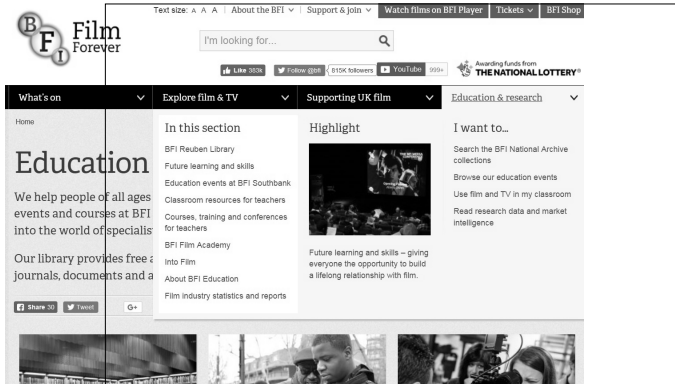 Text size: A A A About the BFI Support & join Watch films on BFI Player Tickets BFI Shop
BFI Film
Forever
I'm looking for...
Like 363k Follow @bfi 815K followers YouTube 999+
Awarding funds from
THE NATIONAL LOTTERY®
What's on Explore film & TV Supporting UK film Education & research
Home
Education
We help people of all ages
events and courses at BFI
into the world of specialis
Our library provides free a
journals, documents and a
Share 50 Tweet G+
In this section
BFI Reuben Library
Future learning and skills
Education events at BFI Southbank
Classroom resources for teachers
Courses, training and conferences
for teachers
BFI Film Academy
Into Film
About BFI Education
Film industry statistics and reports
Highlight
Future learning and skills – giving
everyone the opportunity to build
a lifelong relationship with film.
I want to...
Search the BFI National Archive
collections
Browse our education events
Use film and TV in my classroom
Read research data and market
intelligence